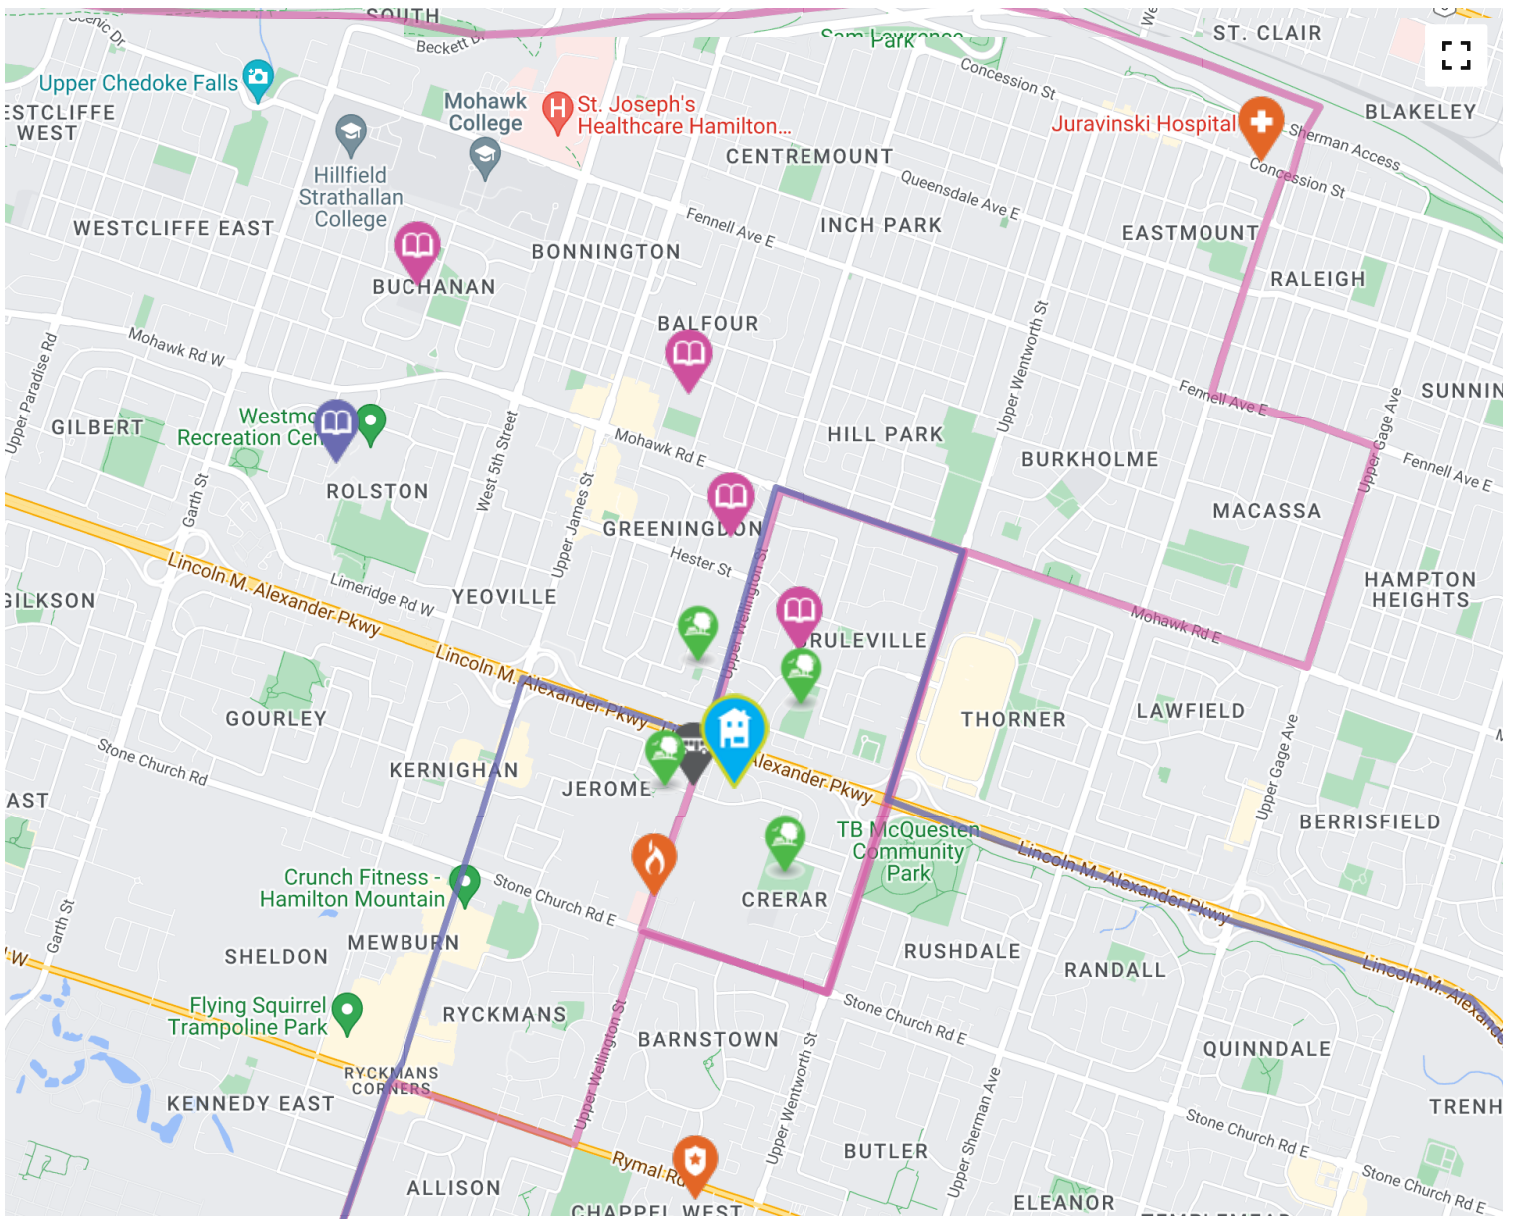 SOUTH
Scenic Dr
Beckett Dr
Sam Lawrence
Park
ST. CLAIR
Concession St
Upper Chedoke Falls
ESTCLIFFE
WEST
Mohawk
College
St. Joseph's
Healthcare Hamilton...
Juravinski Hospital
BLAKELEY
Sherman Access
Concession St
CENTREMOUNT
Hillfield
Strathallan
College
Queensdale Ave E
WESTCLIFFE EAST
Fennell Ave E
INCH PARK
EASTMOUNT
BONNINGTON
BUCHANAN
RALEIGH
BALFOUR
Mohawk Rd W
Upper Paradise Rd
Upper Wentworth St
Fennell Ave E
SUNNIN
Upper Gage Ave
GILBERT
Westmo
Recreation Cen
West 5th Street
Mohawk Rd E
HILL PARK
BURKHOLME
Fennell Ave E
ROLSTON
Garth St
Upper James St
GREENINGDON
MACASSA
Hester St
Lincoln M. Alexander Pkwy
Limeridge Rd W
YEOVILLE
Upper Wellington St
HAMPTON
HEIGHTS
GILKSON
Mohawk Rd E
BRULEVILLE
Lincoln M. Alexander Pkwy
GOURLEY
THORNER
LAWFIELD
Stone Church Rd
KERNIGHAN
JEROME
Alexander Pkwy
Upper Gage Ave
AST
TB McQuesten
Community
Park
BERRISFIELD
Lincoln M. Alexander Pkwy
Crunch Fitness -
Hamilton Mountain
Stone Church Rd E
CRERAR
Garth St
SHELDON
MEWBURN
RUSHDALE
RANDALL
Lincoln M. Alexand
W
Flying Squirrel
Trampoline Park
RYCKMANS
Stone Church Rd E
BARNSTOWN
Upper Wellington St
Upper Wentworth St
QUINNDALE
RYCKMANS
CORNERS
KENNEDY EAST
Upper Sherman Ave
TRENH
Stone Church Rd E
BUTLER
Rymal Rd
Stone Church Rd E
ALLISON
ELEANOR
CHAPPEL WEST